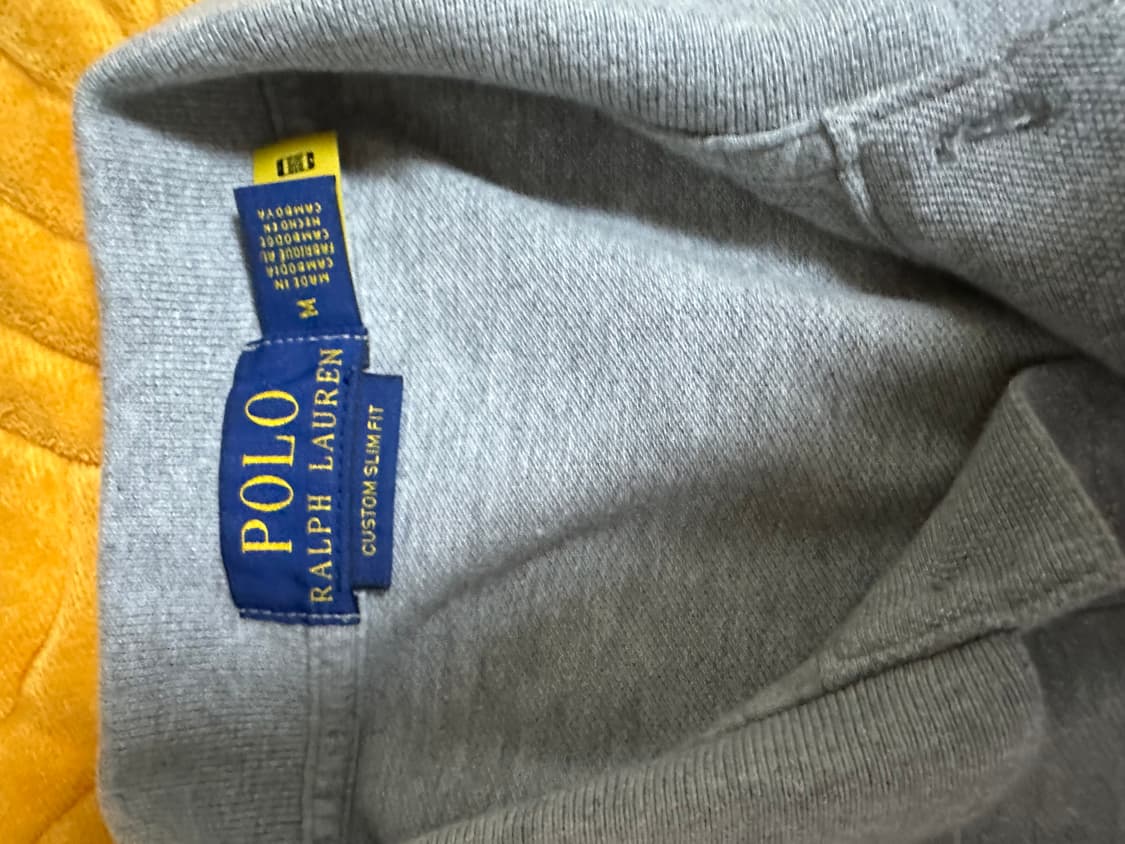 POLO
RALPH LAUREN
CUSTOM SLIM FIT
M
MADE IN
CAMBODIA
FABRIQUÉ AU
CAMBODGE
HECHO EN
CAMBOYA